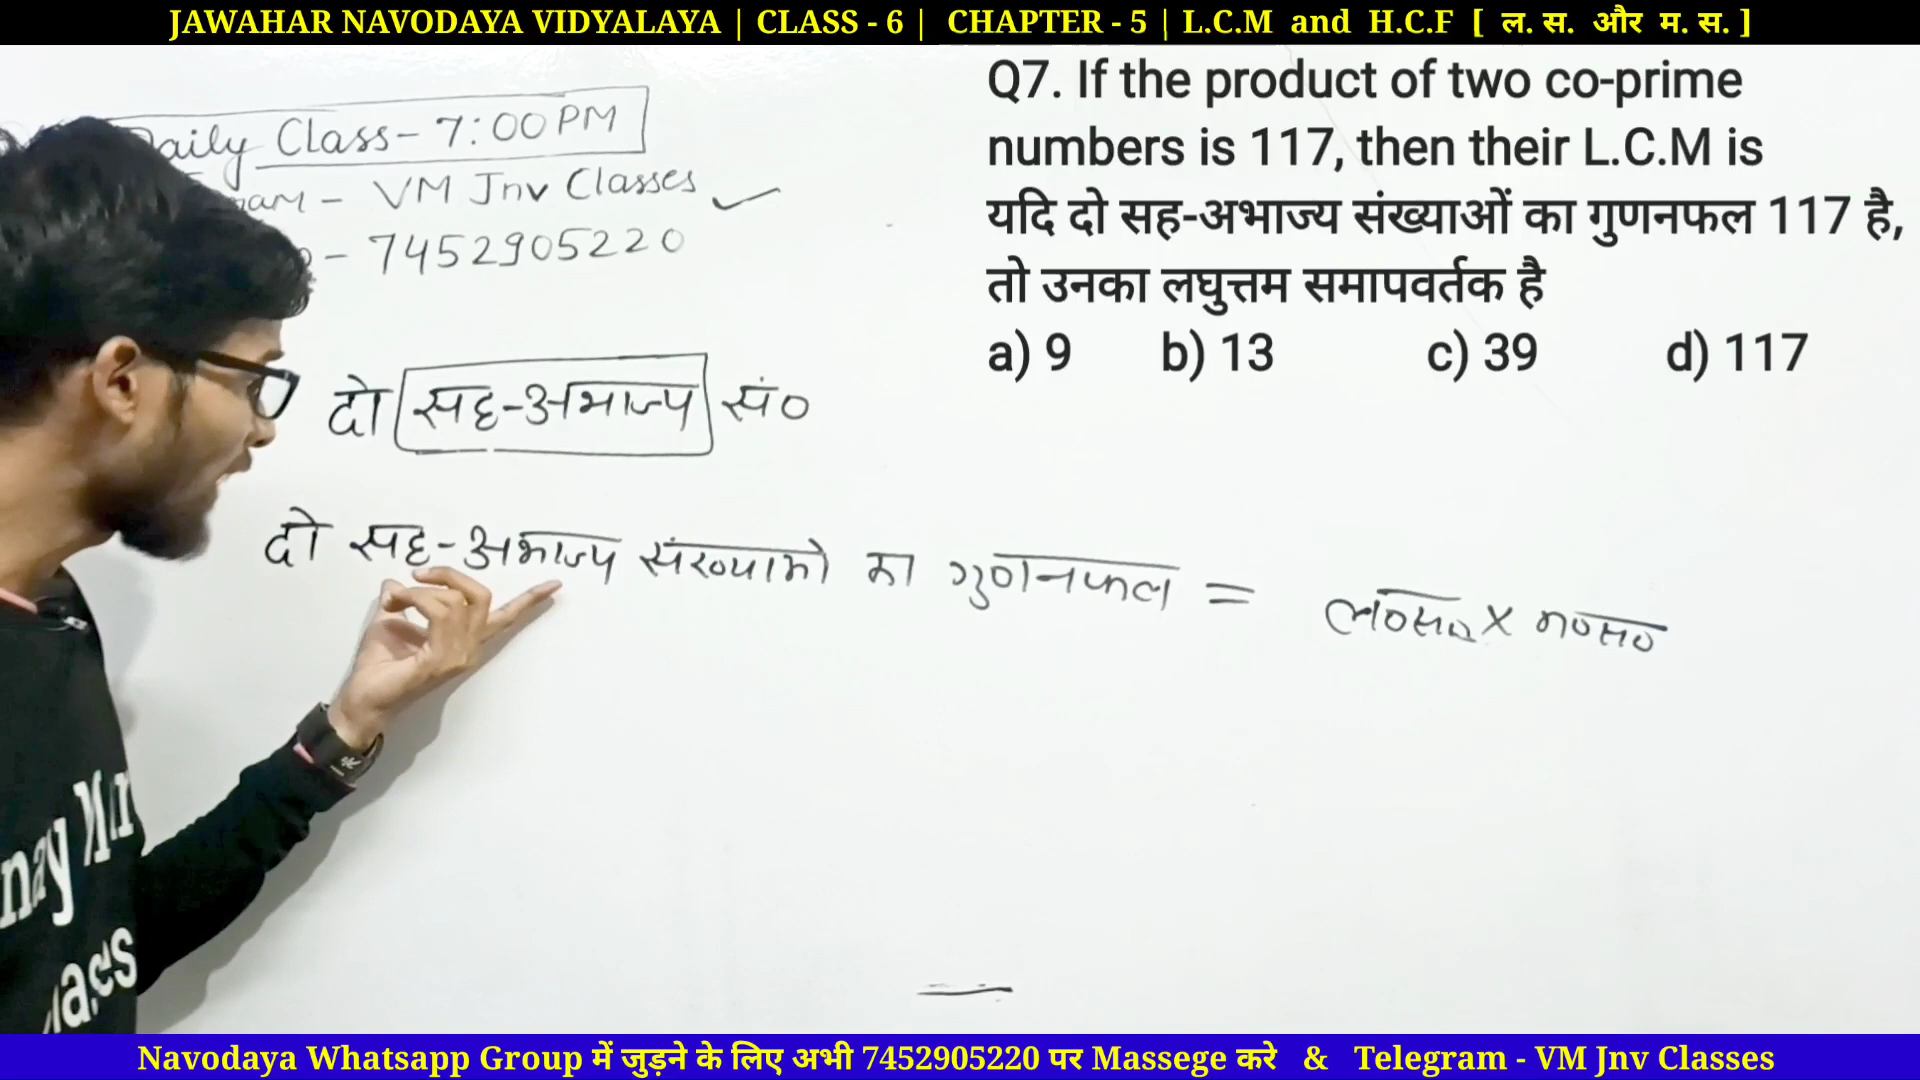 JAWAHAR NAVODAYA VIDYALAYA | CLASS - 6 | CHAPTER - 5 | L.C.M and H.C.F [ ल. स. और म. स. ]
Daily Class- 7:00PM
VM Jnv Classes
- 7452905220
Q7. If the product of two co-prime
numbers is 117, then their L.C.M is
यदि दो सह-अभाज्य संख्याओं का गुणनफल 117 है,
तो उनका लघुत्तम समापवर्तक है
a) 9 b) 13 c) 39 d) 117
दो सह-अभाज्य सं०
दो सह-अभाज्य संख्याओ का गुणनफल = ल०स० × म०स०
Navodaya Whatsapp Group में जुड़ने के लिए अभी 7452905220 पर Massege करे & Telegram - VM Jnv Classes